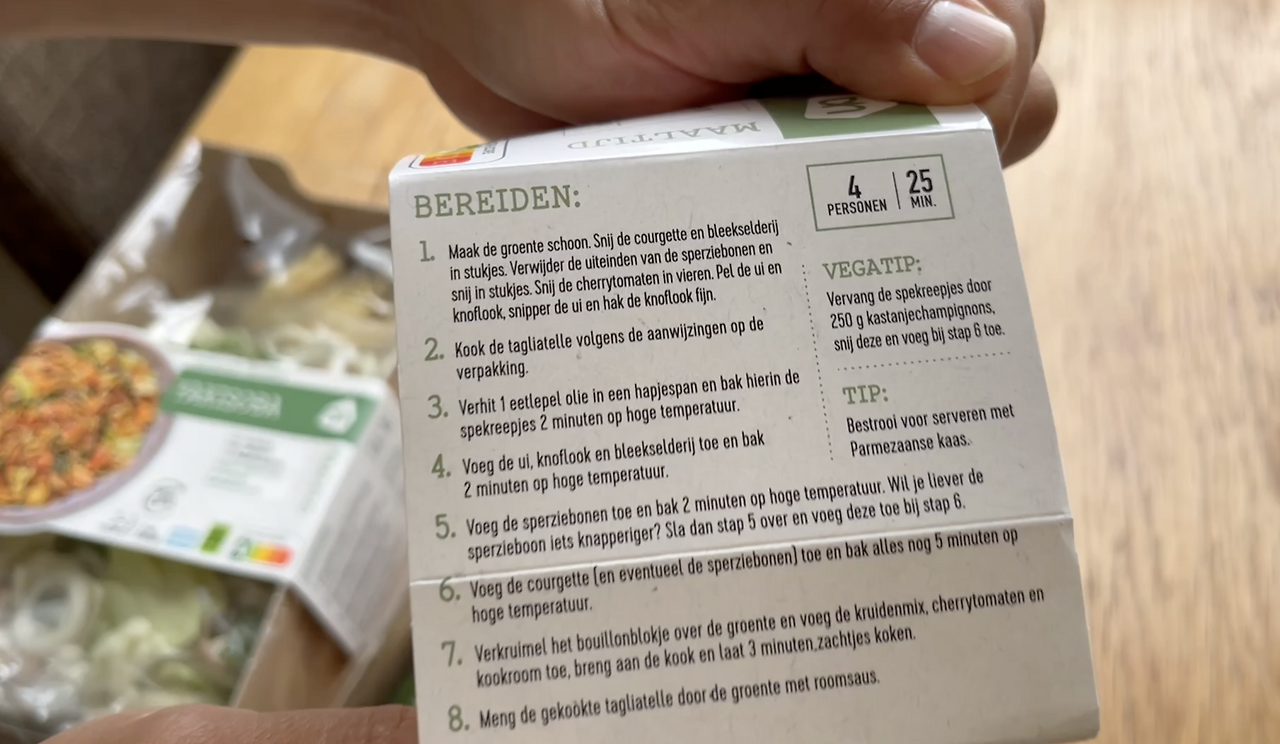 MAALTIJD
BEREIDEN:
4
PERSONEN
25
MIN.
1. Maak de groente schoon. Snij de courgette en bleekselderij
in stukjes. Verwijder de uiteinden van de sperziebonen en
snij in stukjes. Snij de cherrytomaten in vieren. Pel de ui en
knoflook, snipper de ui en hak de knoflook fijn.
2. Kook de tagliatelle volgens de aanwijzingen op de
verpakking.
3. Verhit 1 eetlepel olie in een hapjespan en bak hierin de
spekreepjes 2 minuten op hoge temperatuur.
4. Voeg de ui, knoflook en bleekselderij toe en bak
2 minuten op hoge temperatuur.
5. Voeg de sperziebonen toe en bak 2 minuten op hoge temperatuur. Wil je liever de
sperzieboon iets knapperiger? Sla dan stap 5 over en voeg deze toe bij stap 6.
6. Voeg de courgette (en eventueel de sperziebonen) toe en bak alles nog 5 minuten op
hoge temperatuur.
7. Verkruimel het bouillonblokje over de groente en voeg de kruidenmix, cherrytomaten en
kookroom toe, breng aan de kook en laat 3 minuten zachtjes koken.
8. Meng de gekookte tagliatelle door de groente met roomsaus.
VEGATIP:
Vervang de spekreepjes door
250 g kastanjechampignons,
snij deze en voeg bij stap 6 toe.
TIP:
Bestrooi voor serveren met
Parmezaanse kaas.